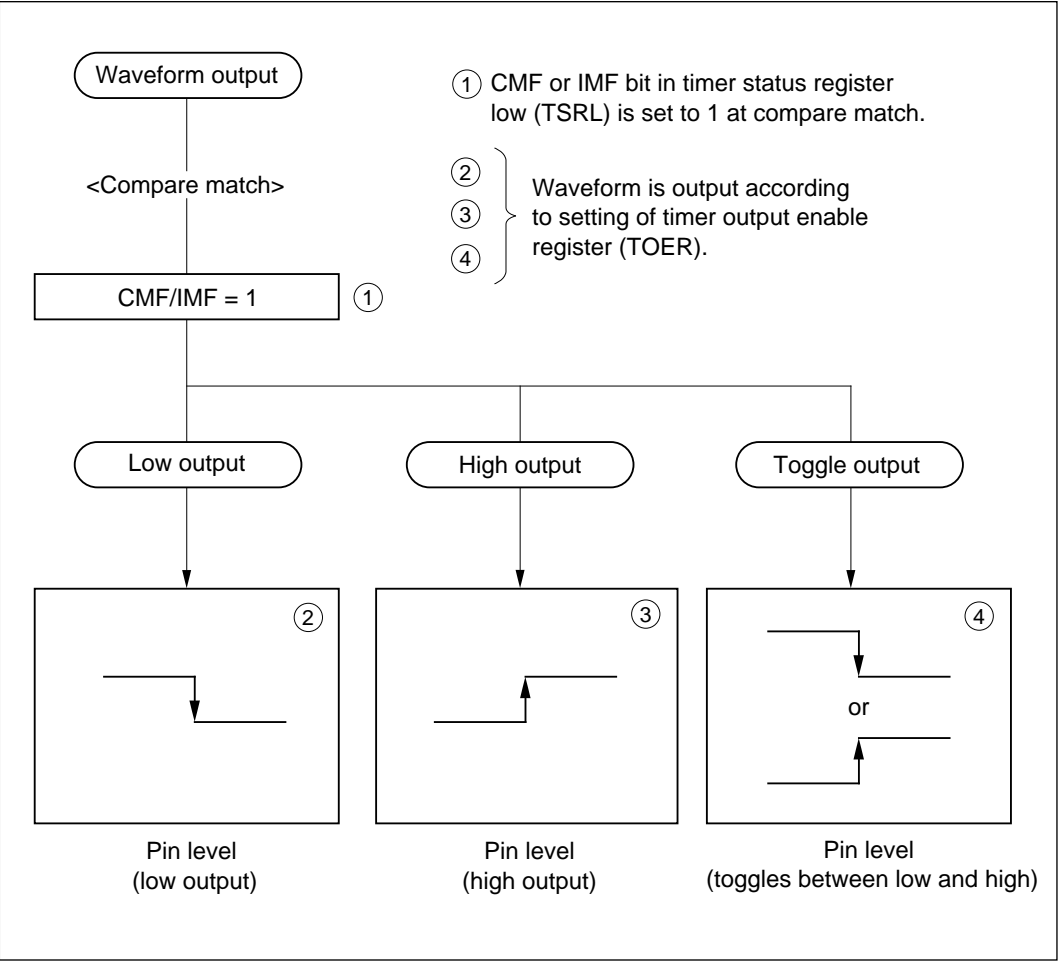 Waveform output
① CMF or IMF bit in timer status register
low (TSRL) is set to 1 at compare match.
<Compare match>
②
③
④
Waveform is output according
to setting of timer output enable
register (TOER).
CMF/IMF = 1
①
Low output
High output
Toggle output
②
③
④
or
Pin level
(low output)
Pin level
(high output)
Pin level
(toggles between low and high)